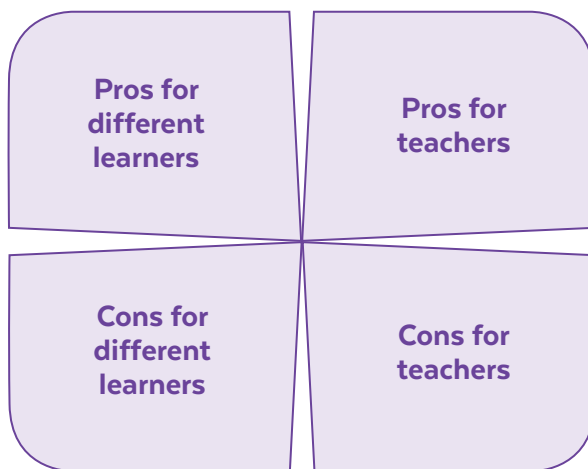 Pros for
different
learners
Pros for
teachers
Cons for
different
learners
Cons for
teachers